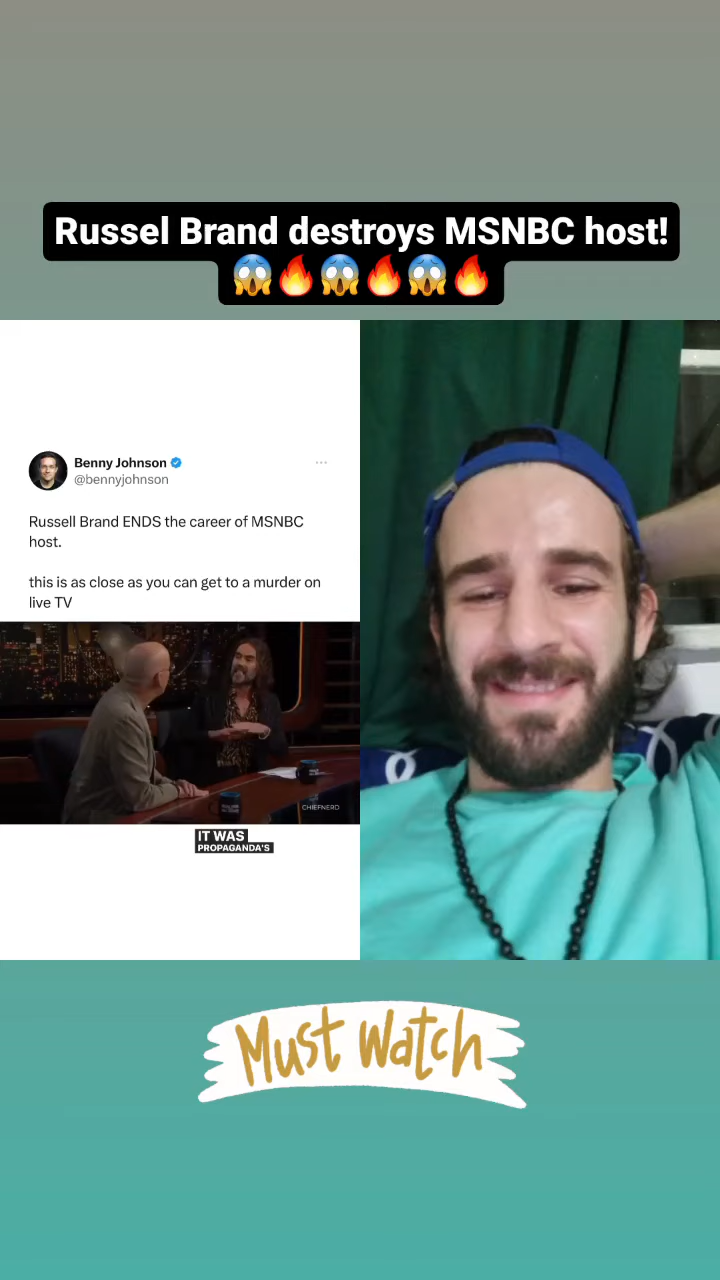 Russel Brand destroys MSNBC host!
😱🔥😱🔥😱🔥
Benny Johnson
@bennyjohnson
Russell Brand ENDS the career of MSNBC
host.
this is as close as you can get to a murder on
live TV
CHIEFNERD
IT WAS
PROPAGANDA'S
Must Watch